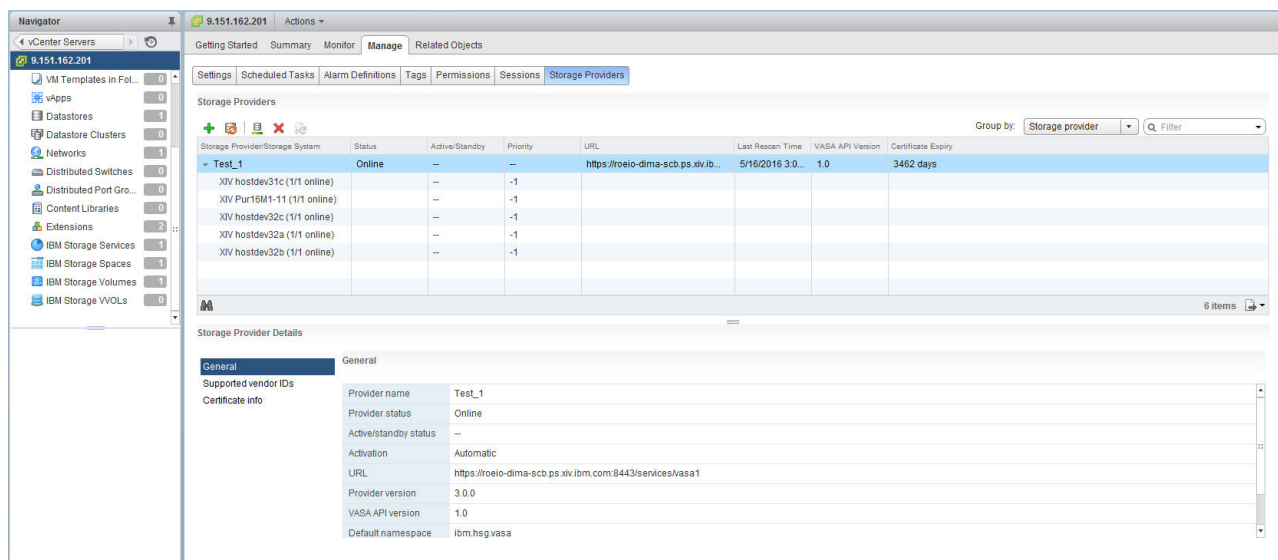 Navigator
9.151.162.201 Actions
vCenter Servers
Getting Started Summary Monitor Manage Related Objects
9.151.162.201
VM Templates in Fol... 0
vApps 0
Datastores 1
Datastore Clusters 0
Networks 1
Distributed Switches 0
Distributed Port Gro... 0
Content Libraries 0
Extensions 2
IBM Storage Services 1
IBM Storage Spaces 1
IBM Storage Volumes 1
IBM Storage VVOLs 0
Settings Scheduled Tasks Alarm Definitions Tags Permissions Sessions Storage Providers
Storage Providers
Group by: Storage provider Filter
Storage Provider/Storage System Status Active/Standby Priority URL Last Rescan Time VASA API Version Certificate Expiry
Test_1 Online -- -- https://roeio-dima-scb.ps.xiv.ib... 5/16/2016 3:0... 1.0 3462 days
XIV hostdev31c (1/1 online) -- -1
XIV Pur16M1-11 (1/1 online) -- -1
XIV hostdev32c (1/1 online) -- -1
XIV hostdev32a (1/1 online) -- -1
XIV hostdev32b (1/1 online) -- -1
6 items
Storage Provider Details
General
Supported vendor IDs
Certificate info
General
Provider name Test_1
Provider status Online
Active/standby status --
Activation Automatic
URL https://roeio-dima-scb.ps.xiv.ibm.com:8443/services/vasa1
Provider version 3.0.0
VASA API version 1.0
Default namespace ibm.hsg.vasa